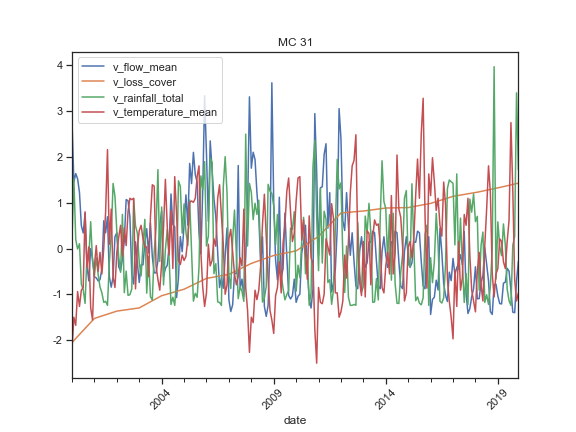 MC 31
v_flow_mean
v_loss_cover
v_rainfall_total
v_temperature_mean
4
3
2
1
0
-1
-2
2004
2009
2014
2019
date